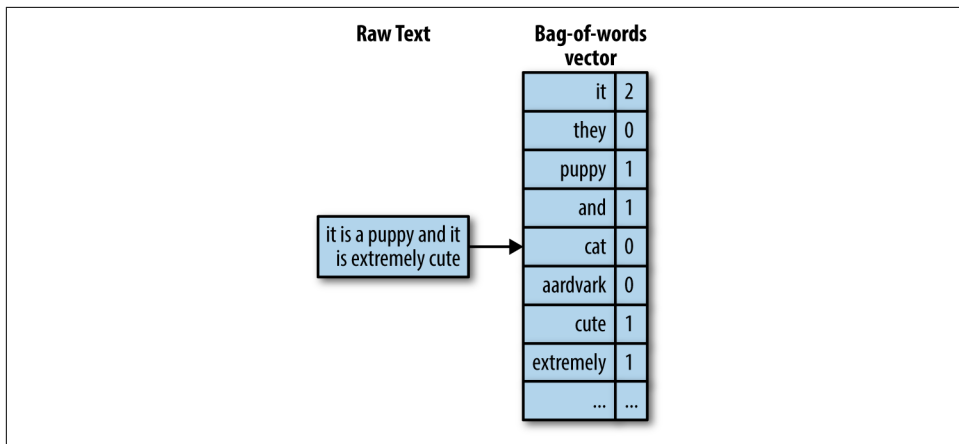 Raw Text
Bag-of-words
vector
it is a puppy and it
is extremely cute
it 2
they 0
puppy 1
and 1
cat 0
aardvark 0
cute 1
extremely 1
... ...